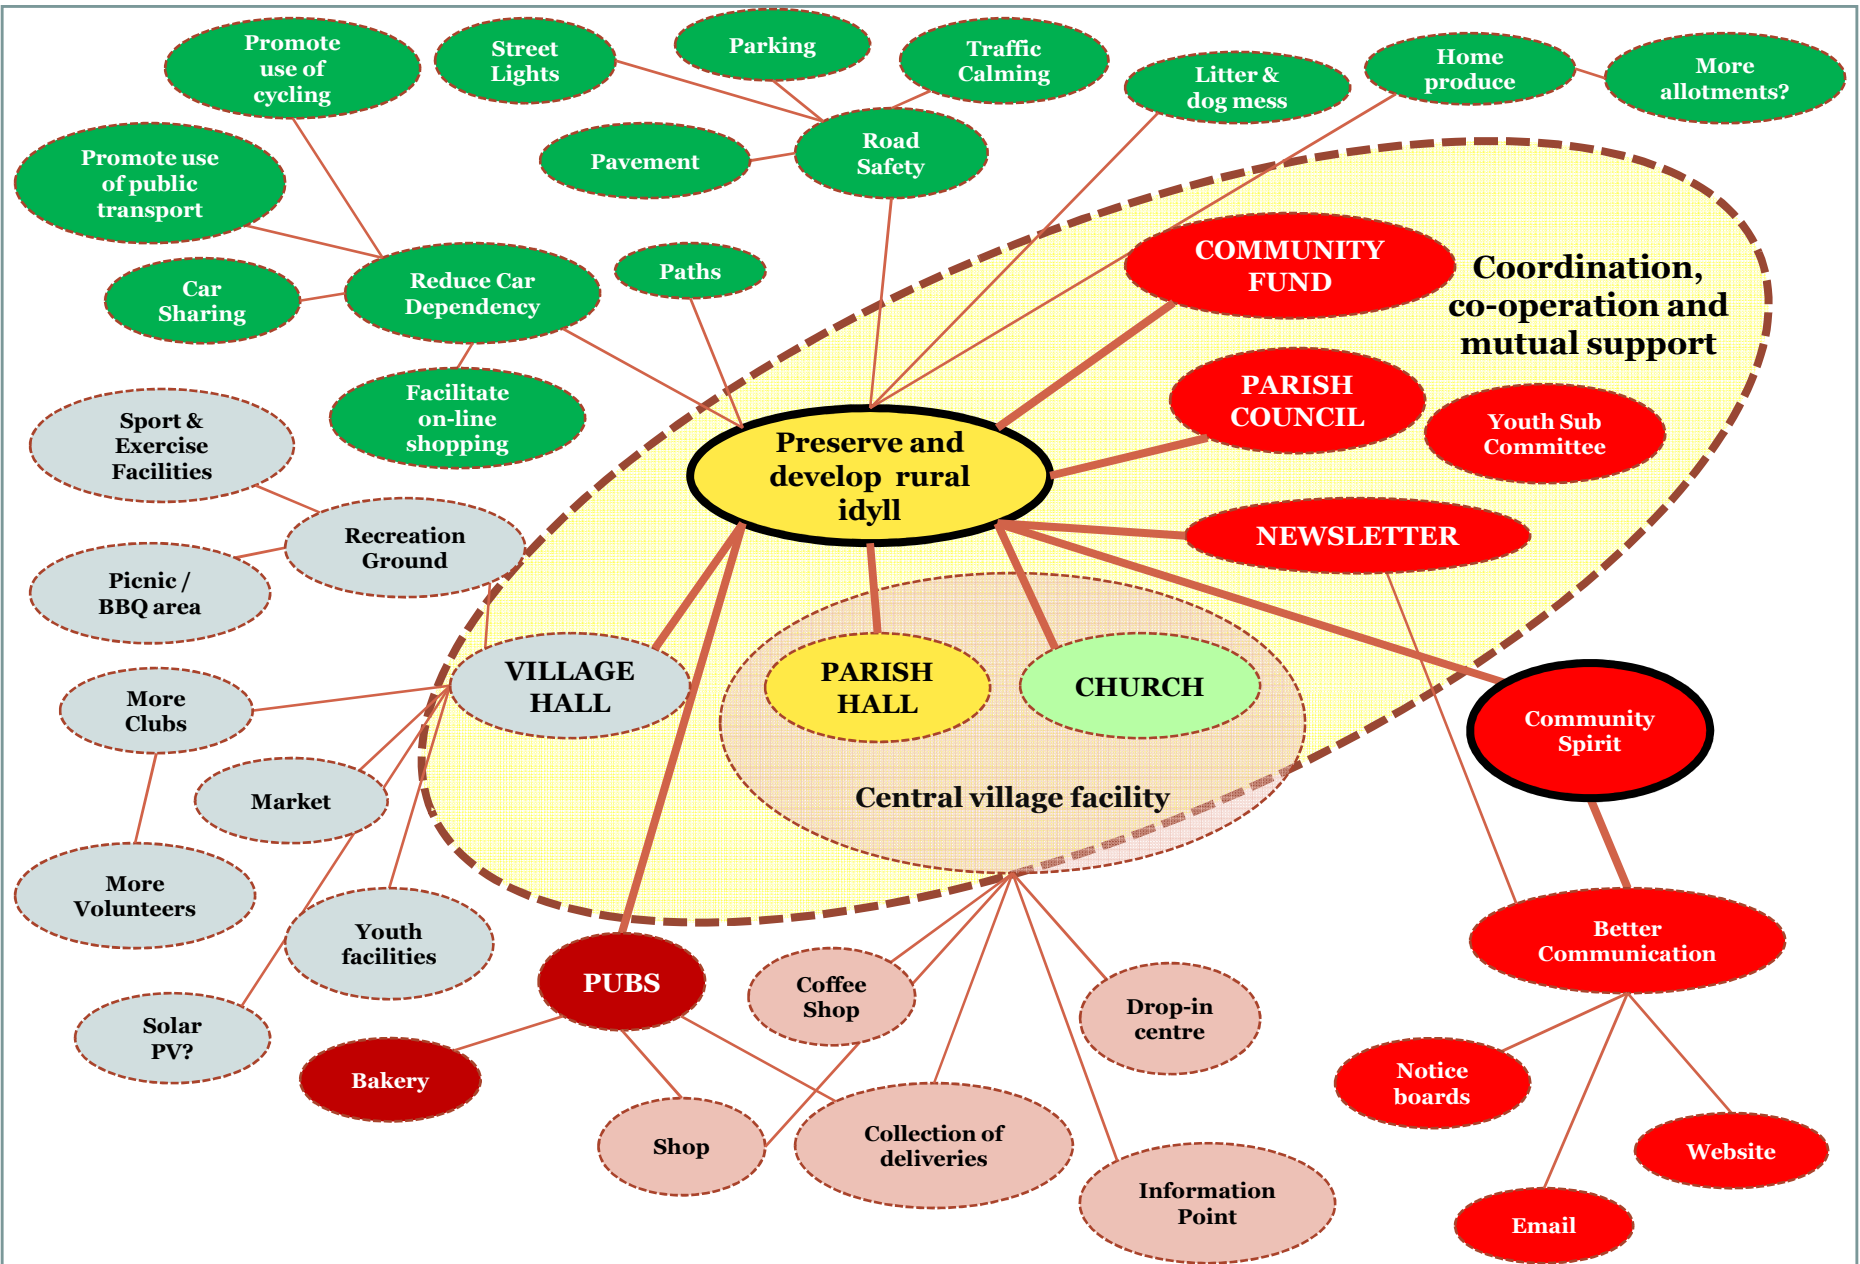 Promote
use of
cycling
Street
Lights
Parking
Traffic
Calming
Litter &
dog mess
Home
produce
More
allotments?
Promote use
of public
transport
Pavement
Road
Safety
Car
Sharing
Reduce Car
Dependency
Paths
COMMUNITY
FUND
Coordination,
co-operation and
mutual support
Facilitate
on-line
shopping
PARISH
COUNCIL
Youth Sub
Committee
Sport &
Exercise
Facilities
Preserve and
develop rural
idyll
Recreation
Ground
NEWSLETTER
Picnic /
BBQ area
VILLAGE
HALL
PARISH
HALL
CHURCH
More
Clubs
Community
Spirit
Market
Central village facility
More
Volunteers
Youth
facilities
Better
Communication
PUBS
Coffee
Shop
Drop-in
centre
Solar
PV?
Bakery
Notice
boards
Shop
Collection of
deliveries
Website
Information
Point
Email